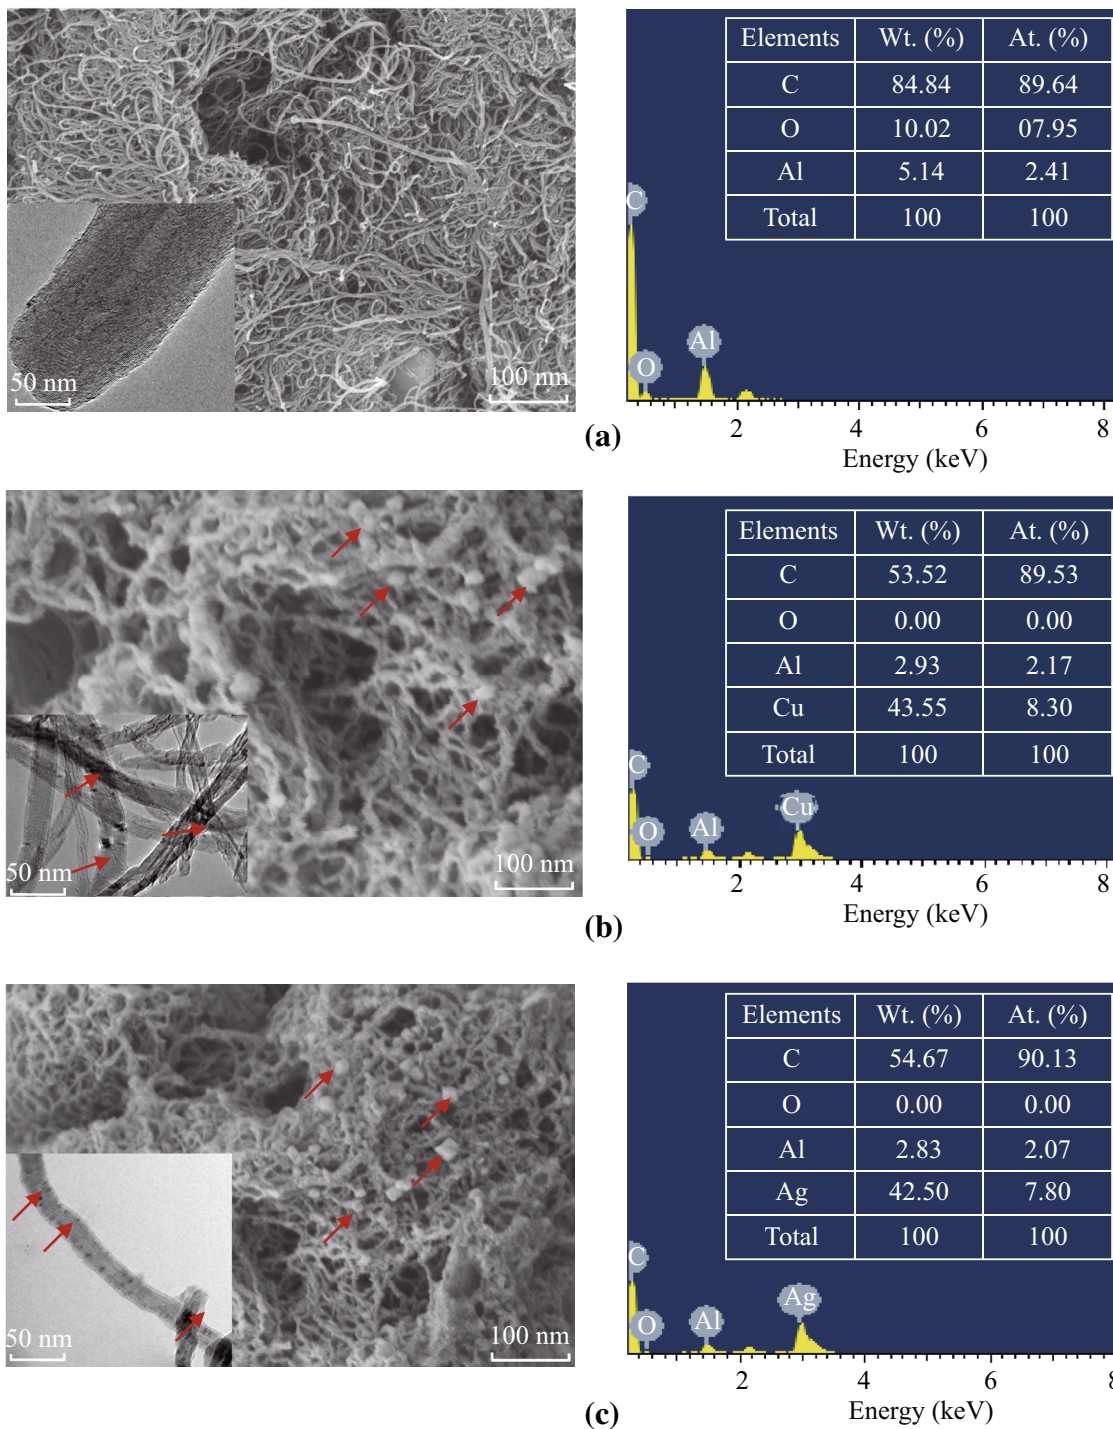 Elements Wt. (%) At. (%)
C 84.84 89.64
O 10.02 07.95
Al 5.14 2.41
Total 100 100
C
O
Al
50 nm
100 nm
2 4 6 8
Energy (keV)
(a)
Elements Wt. (%) At. (%)
C 53.52 89.53
O 0.00 0.00
Al 2.93 2.17
Cu 43.55 8.30
Total 100 100
C
O
Al
Cu
50 nm
100 nm
2 4 6 8
Energy (keV)
(b)
Elements Wt. (%) At. (%)
C 54.67 90.13
O 0.00 0.00
Al 2.83 2.07
Ag 42.50 7.80
Total 100 100
C
O
Al
Ag
50 nm
100 nm
2 4 6 8
Energy (keV)
(c)